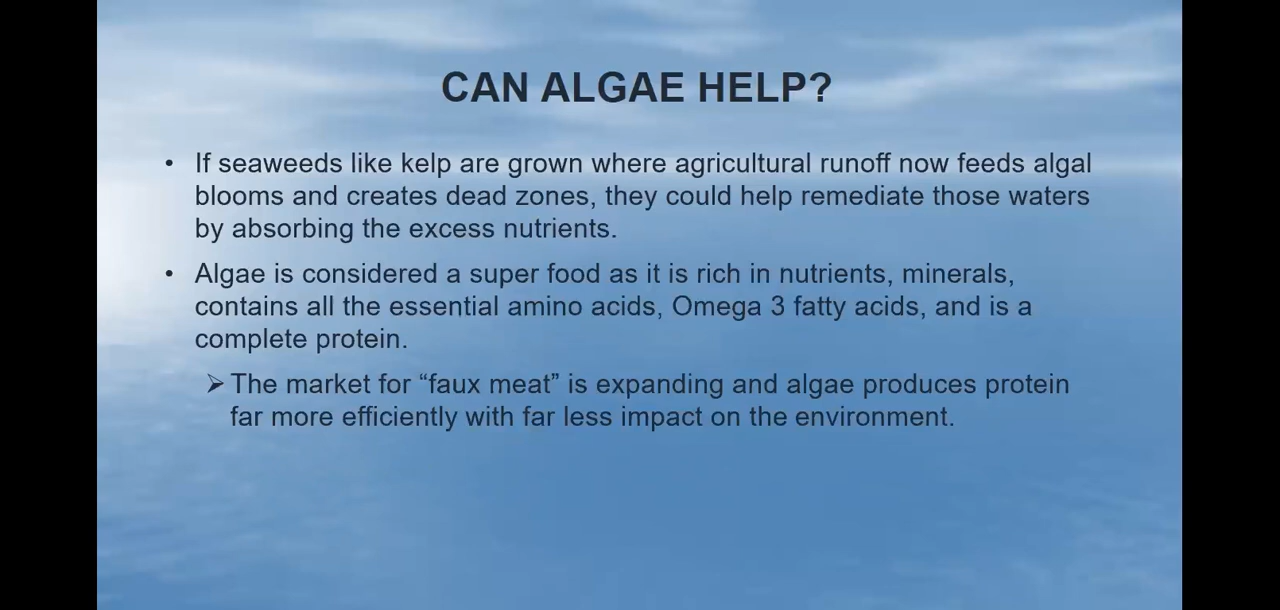 CAN ALGAE HELP?
• If seaweeds like kelp are grown where agricultural runoff now feeds algal
blooms and creates dead zones, they could help remediate those waters
by absorbing the excess nutrients.
• Algae is considered a super food as it is rich in nutrients, minerals,
contains all the essential amino acids, Omega 3 fatty acids, and is a
complete protein.
➢ The market for “faux meat” is expanding and algae produces protein
far more efficiently with far less impact on the environment.